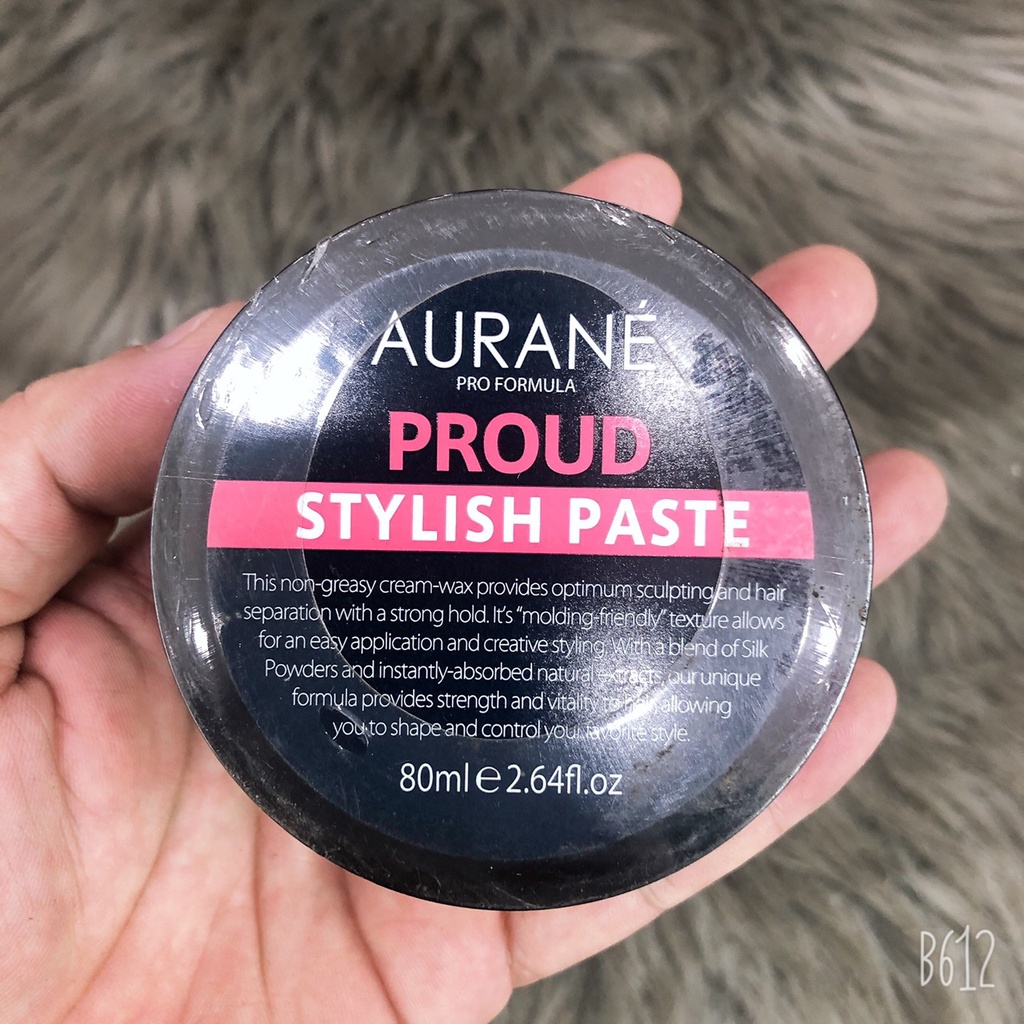 AURANÉ
PRO FORMULA
PROUD
STYLISH PASTE
This non-greasy cream-wax provides optimum sculpting and hair
separation with a strong hold. It's "molding-friendly" texture allows
for an easy application and creative styling. With a blend of Silk
Powders and instantly-absorbed natural extracts, our unique
formula provides strength and vitality to hair allowing
you to shape and control your favorite style.
80ml e 2.64fl.oz
B612